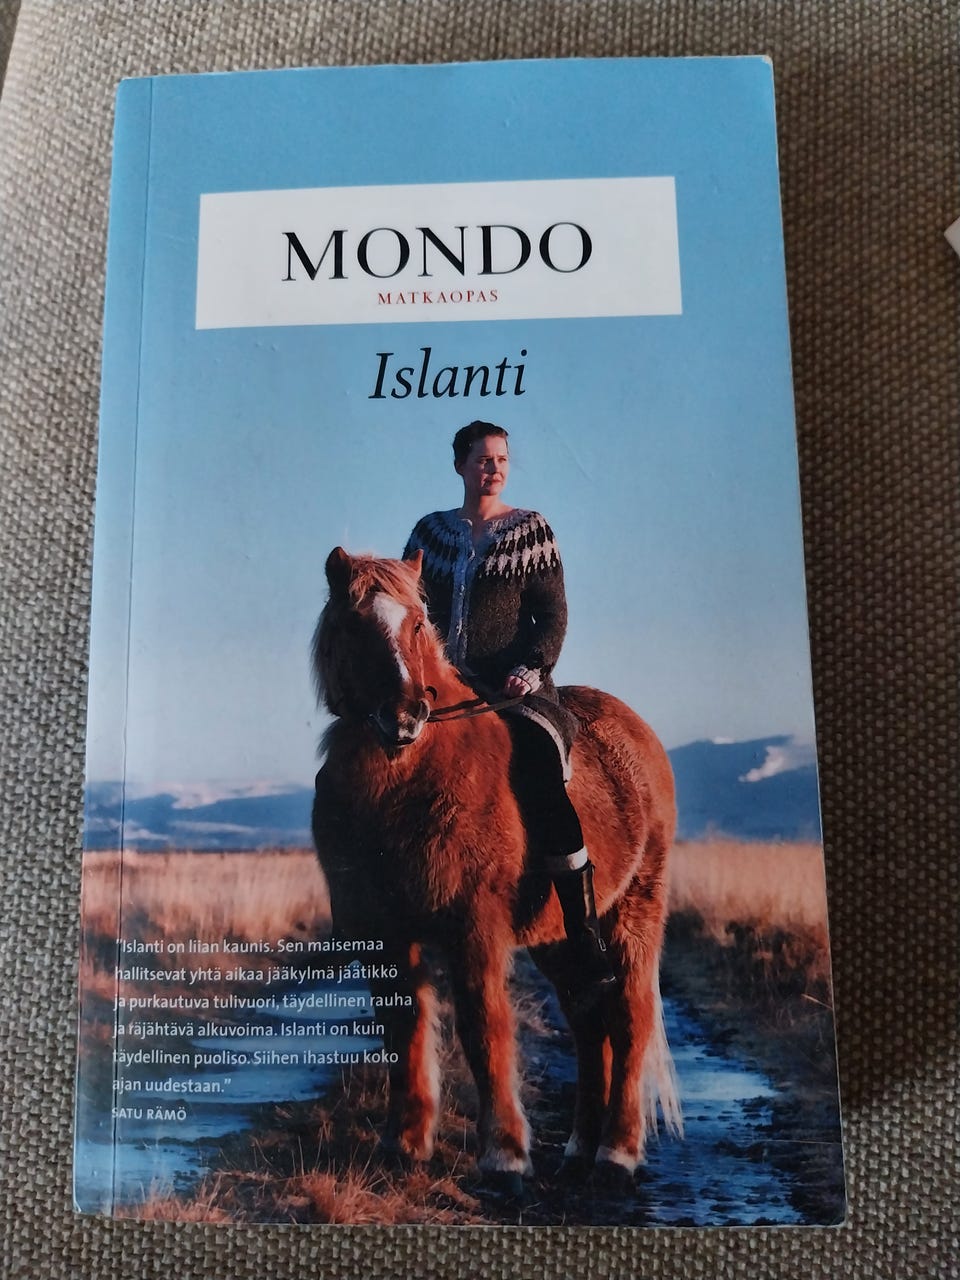 MONDO
MATKAOPAS
Islanti
"Islanti on liian kaunis. Sen maisemaa
hallitsevat yhtä aikaa jääkylmä jäätikkö
ja purkautuva tulivuori, täydellinen rauha
ja räjähtävä alkuvoima. Islanti on kuin
täydellinen puoliso. Siihen ihastuu koko
ajan uudestaan."
SATU RÄMÖ